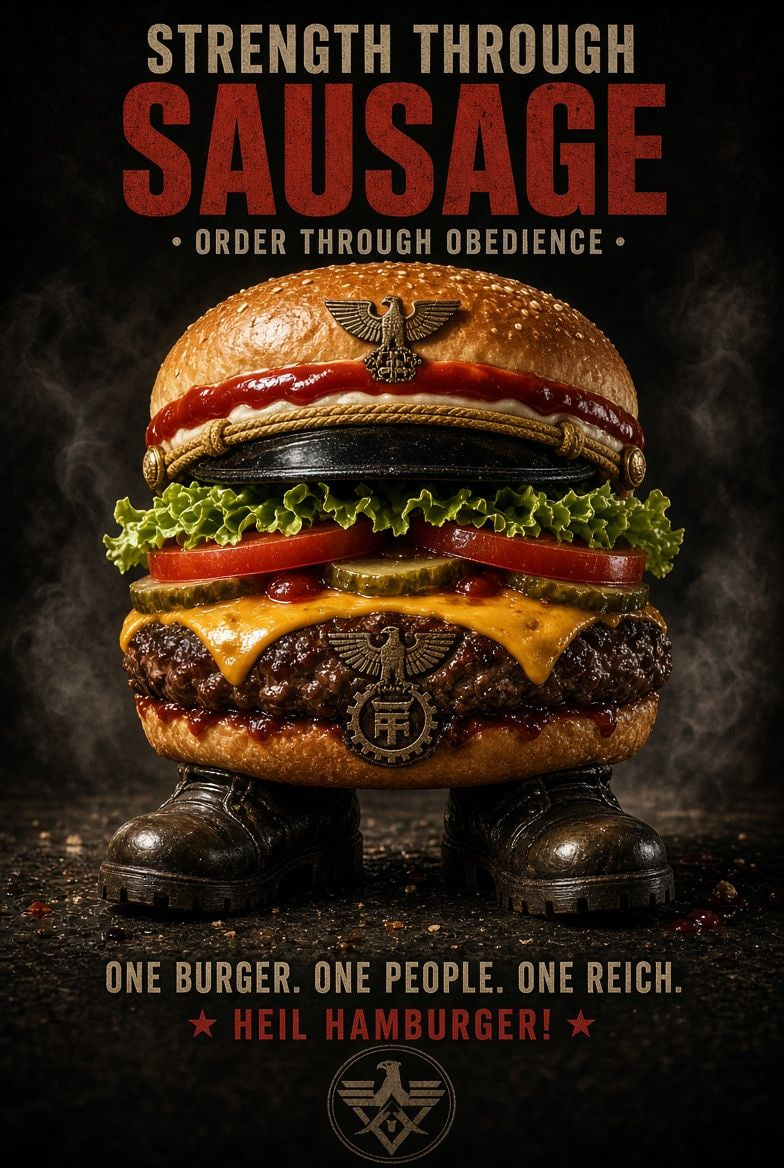 STRENGTH THROUGH
SAUSAGE
• ORDER THROUGH OBEDIENCE •
ONE BURGER. ONE PEOPLE. ONE REICH.
★ HEIL HAMBURGER! ★